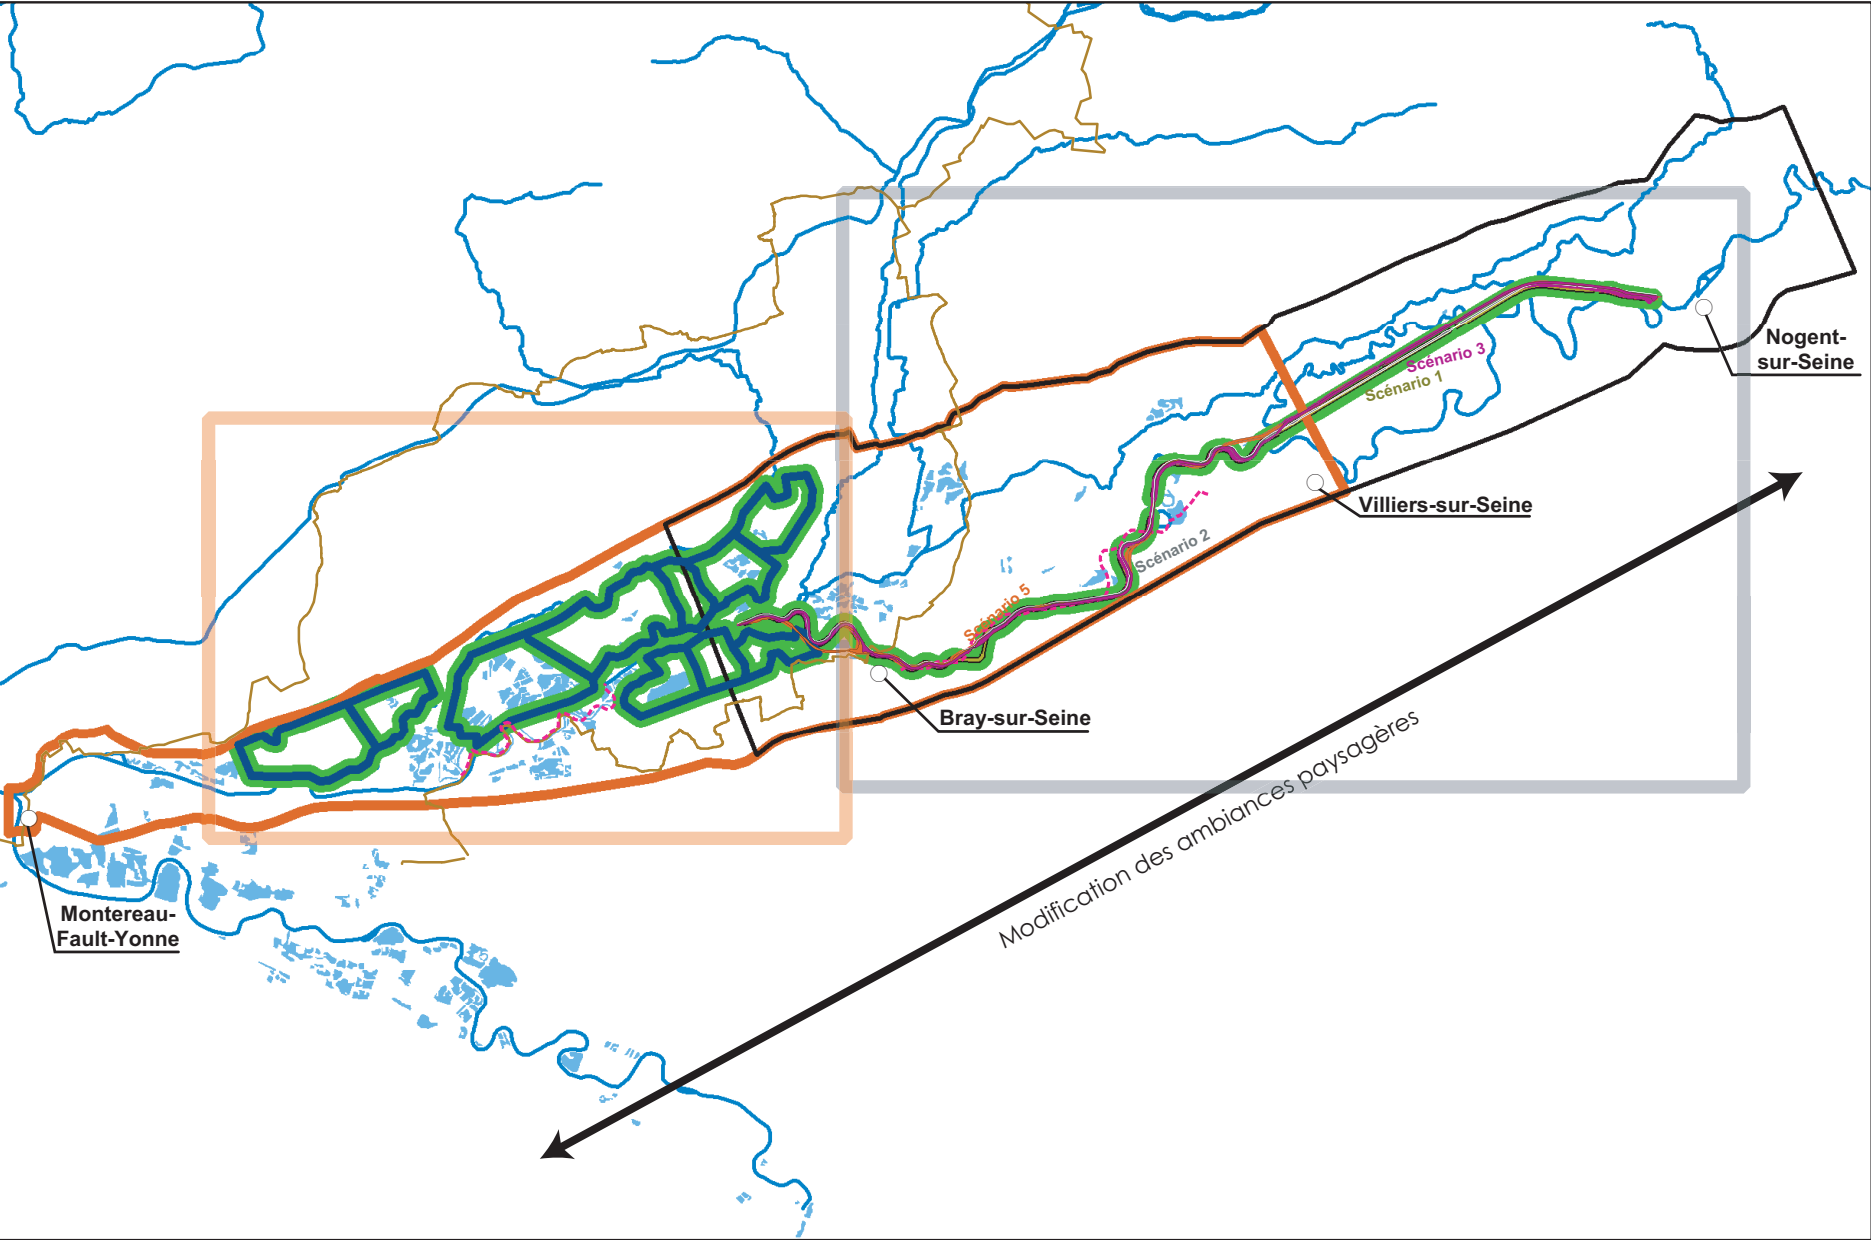 Nogent-
sur-Seine
Scénario 3
Scénario 1
Villiers-sur-Seine
Scénario 2
Scénario 5
Bray-sur-Seine
Modification des ambiances paysagères
Montereau-
Fault-Yonne